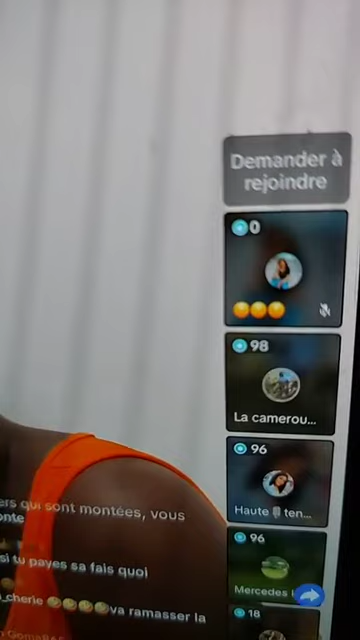 Demander à
rejoindre
0
98
La camerou...
96
Haute ten...
96
Mercedes
18
ers qui sont montées, vous
onte
si tu payes sa fais quoi
_cherie va ramasser la